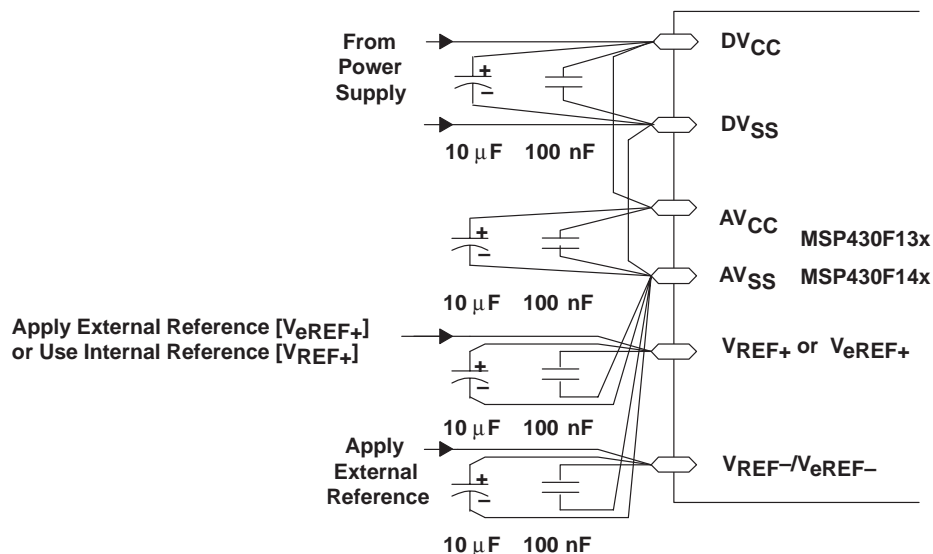 From
Power
Supply
+
–
10 μF 100 nF
DVCC
DVSS
+
–
10 μF 100 nF
AVCC
MSP430F13x
AVSS MSP430F14x
Apply External Reference [VeREF+]
or Use Internal Reference [VREF+]
+
–
10 μF 100 nF
VREF+ or VeREF+
Apply
External
Reference
+
–
10 μF 100 nF
VREF–/VeREF–